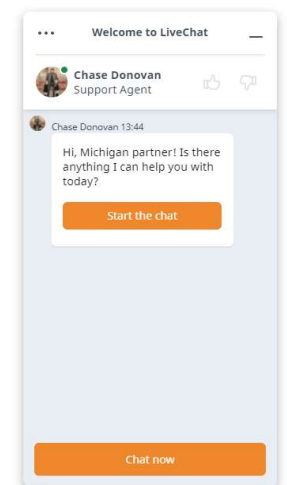 Welcome to LiveChat
Chase Donovan
Support Agent
Chase Donovan 13:44
Hi, Michigan partner! Is there
anything I can help you with
today?
Start the chat
Chat now